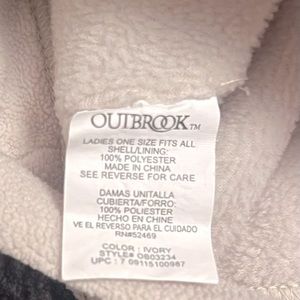 OUTBROOK™
LADIES ONE SIZE FITS ALL
SHELL/LINING:
100% POLYESTER
MADE IN CHINA
SEE REVERSE FOR CARE
DAMAS UNITALLA
CUBIERTA/FORRO:
100% POLIESTER
HECHO EN CHINE
VE EL REVERSO PARA EL CUIDADO
RN#52469
COLOR : IVORY
STYLE# OB03234
UPC : 7 09115100987